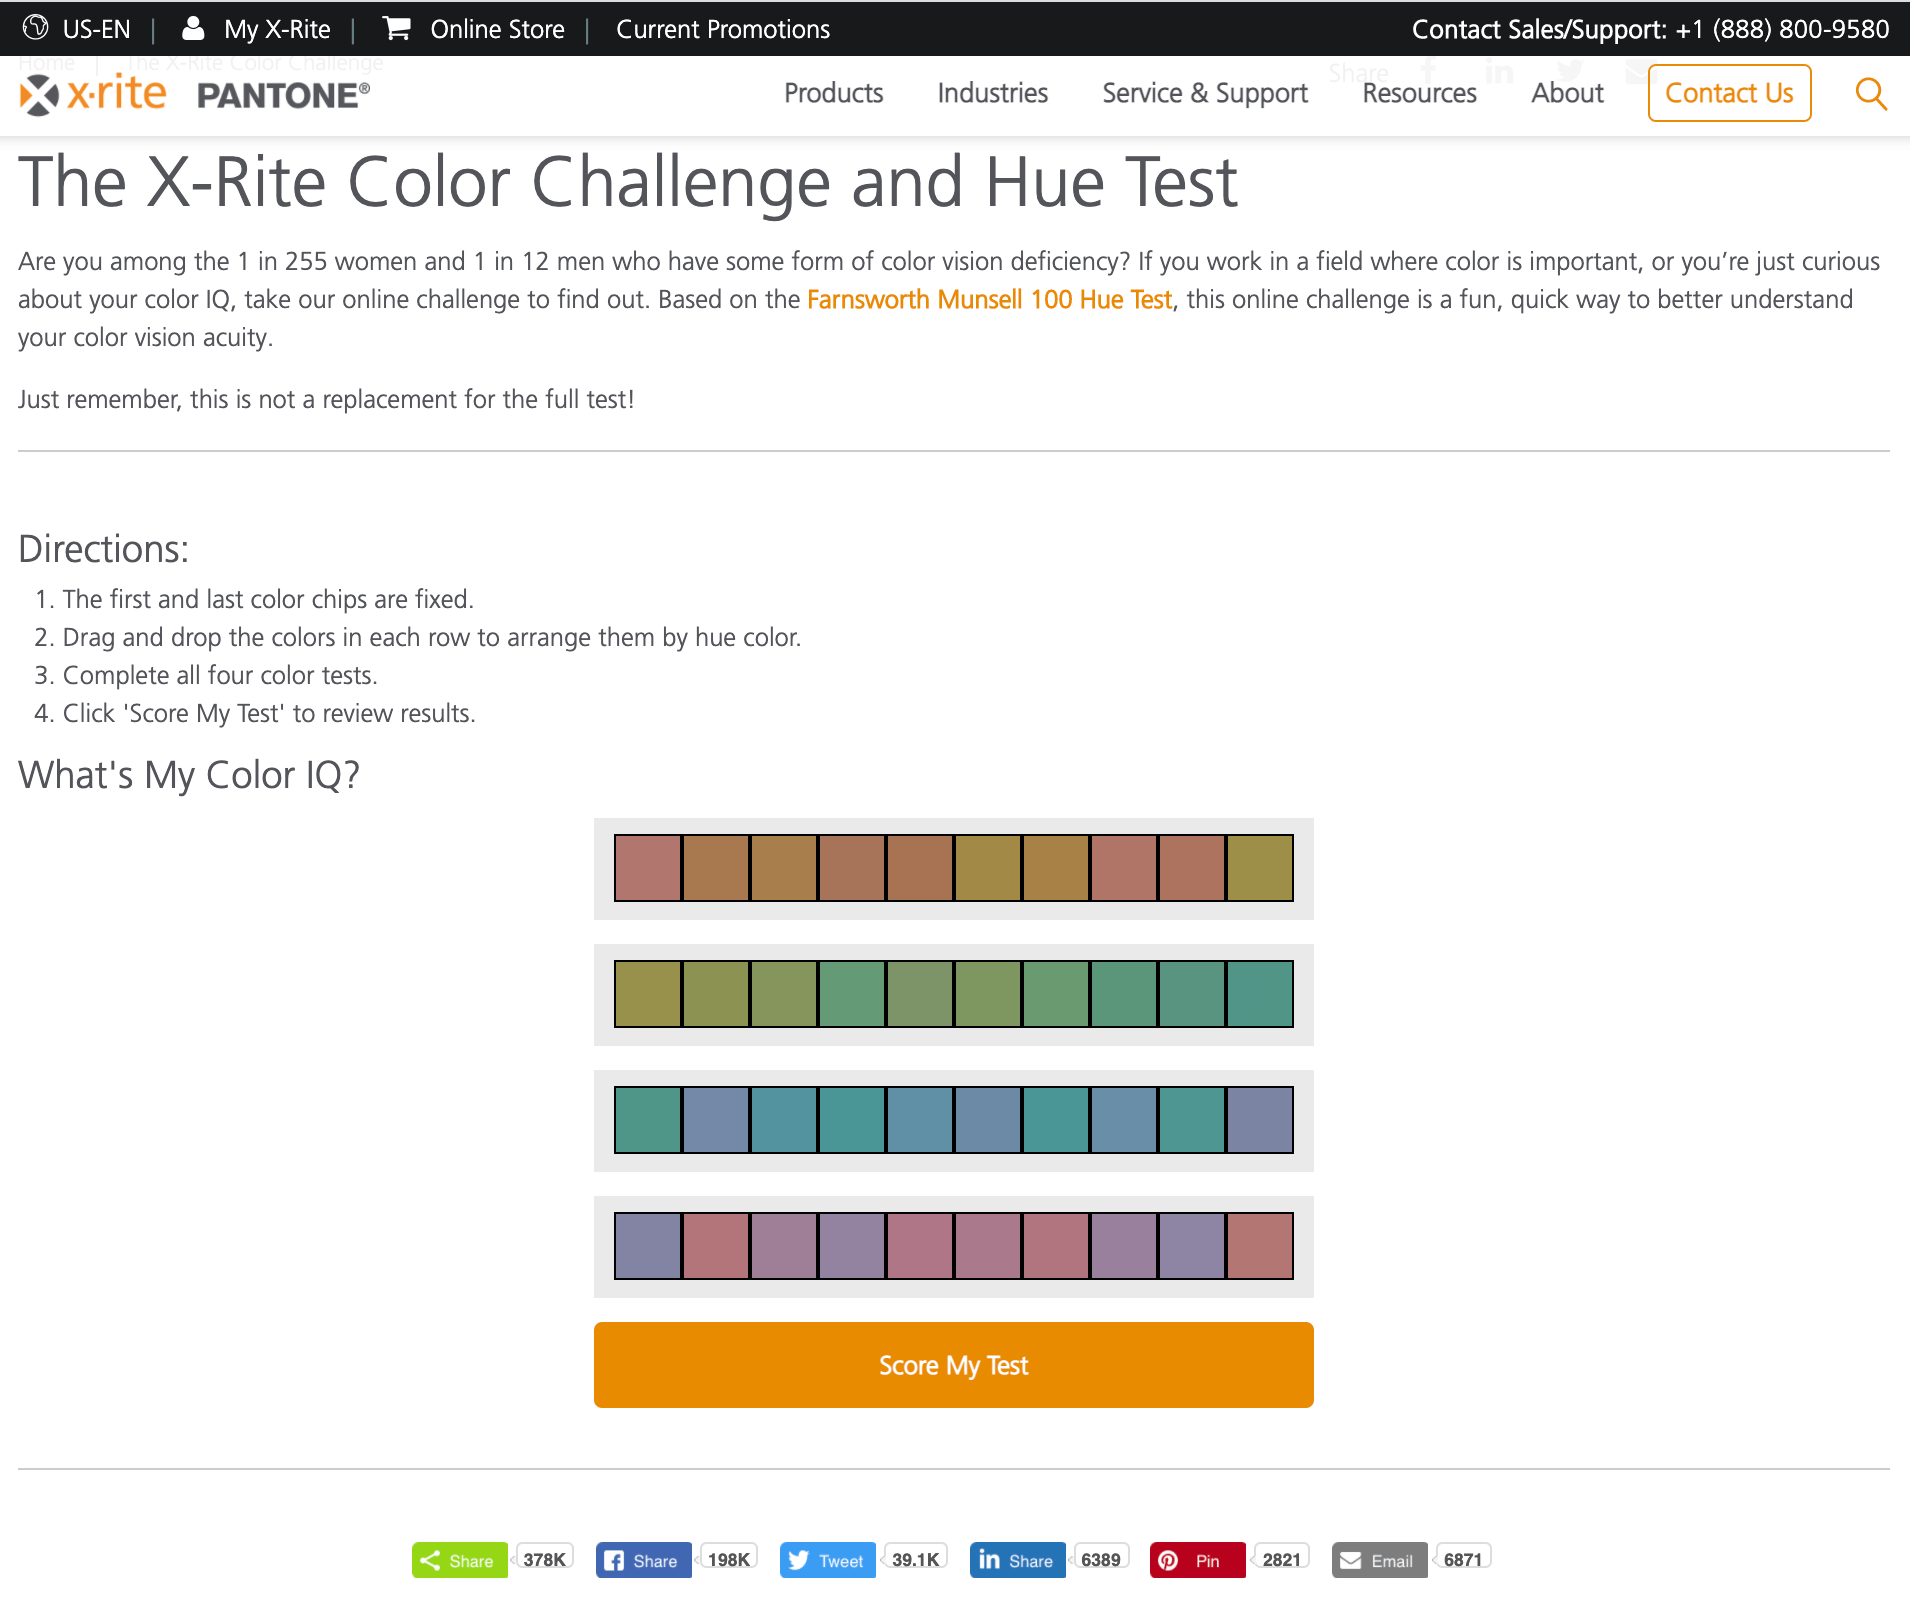 US-EN | My X-Rite | Online Store | Current Promotions Contact Sales/Support: +1 (888) 800-9580
Home | The X-Rite Color Challenge Share
x·rite PANTONE® Products Industries Service & Support Resources About Contact Us
The X-Rite Color Challenge and Hue Test
Are you among the 1 in 255 women and 1 in 12 men who have some form of color vision deficiency? If you work in a field where color is important, or you’re just curious
about your color IQ, take our online challenge to find out. Based on the Farnsworth Munsell 100 Hue Test, this online challenge is a fun, quick way to better understand
your color vision acuity.
Just remember, this is not a replacement for the full test!
Directions:
1. The first and last color chips are fixed.
2. Drag and drop the colors in each row to arrange them by hue color.
3. Complete all four color tests.
4. Click 'Score My Test' to review results.
What's My Color IQ?
Score My Test
Share 378K Share 198K Tweet 39.1K Share 6389 Pin 2821 Email 6871